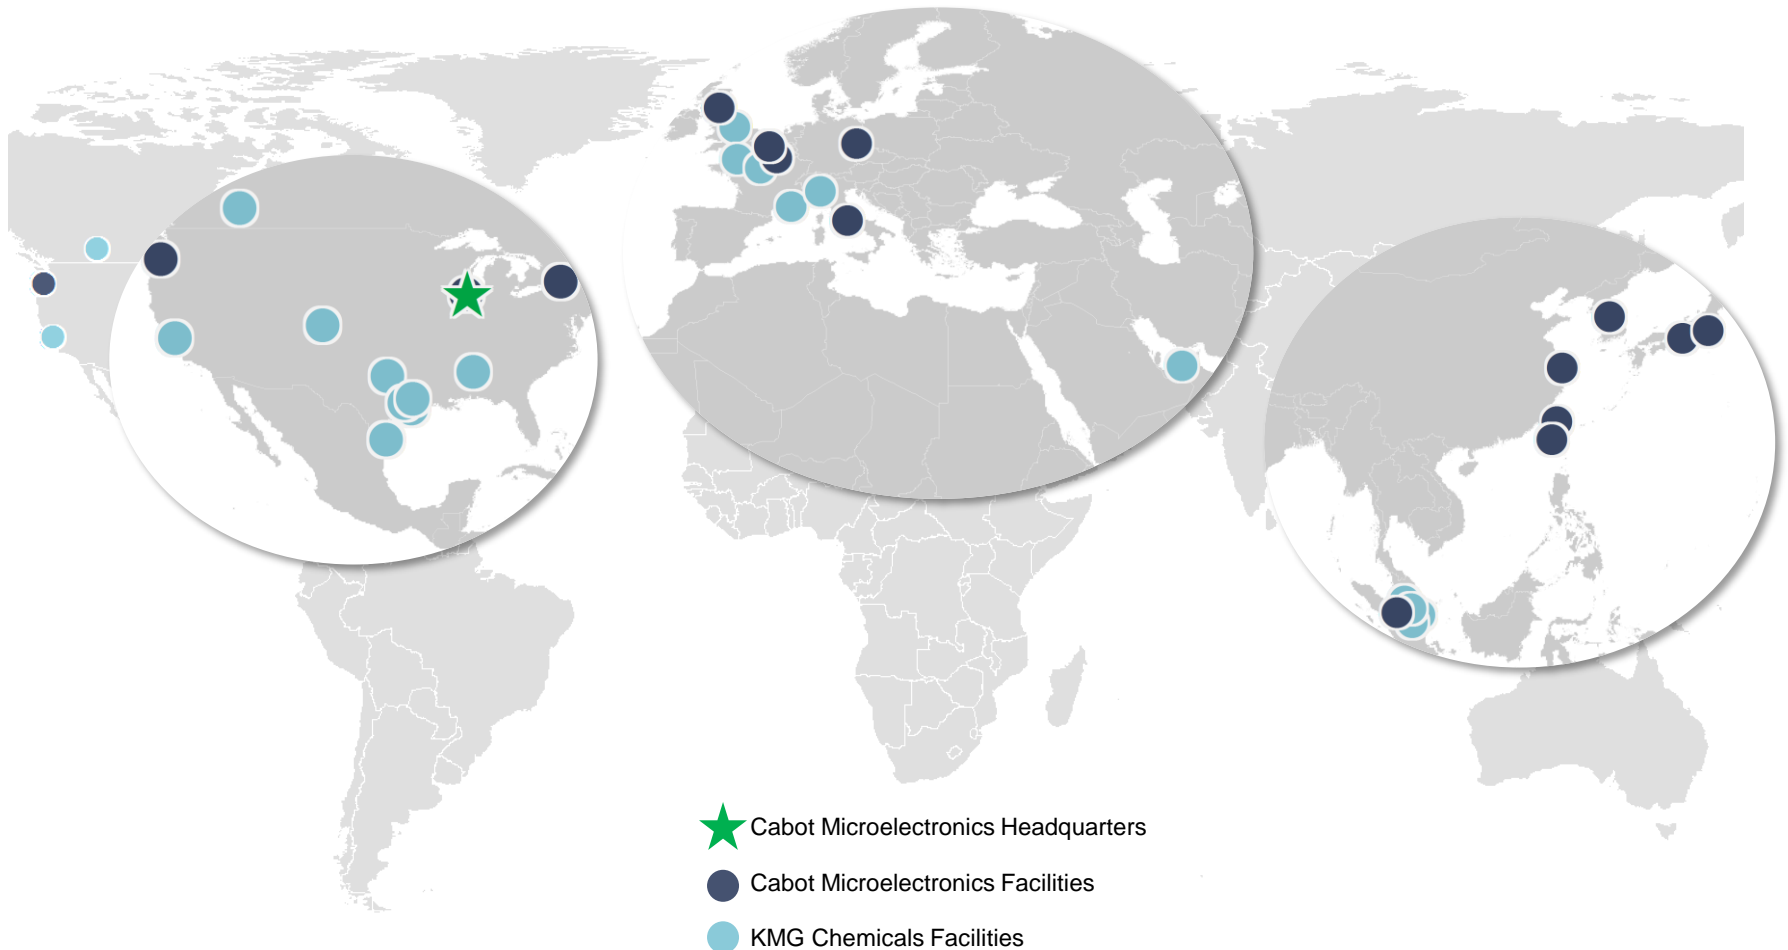 Cabot Microelectronics Headquarters
Cabot Microelectronics Facilities
KMG Chemicals Facilities